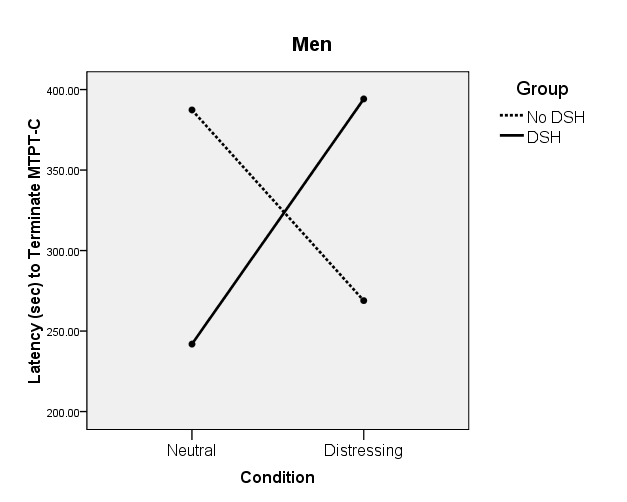 Men
Group
No DSH
DSH
Latency (sec) to Terminate MTPT-C
400.00
350.00
300.00
250.00
200.00
Neutral
Distressing
Condition